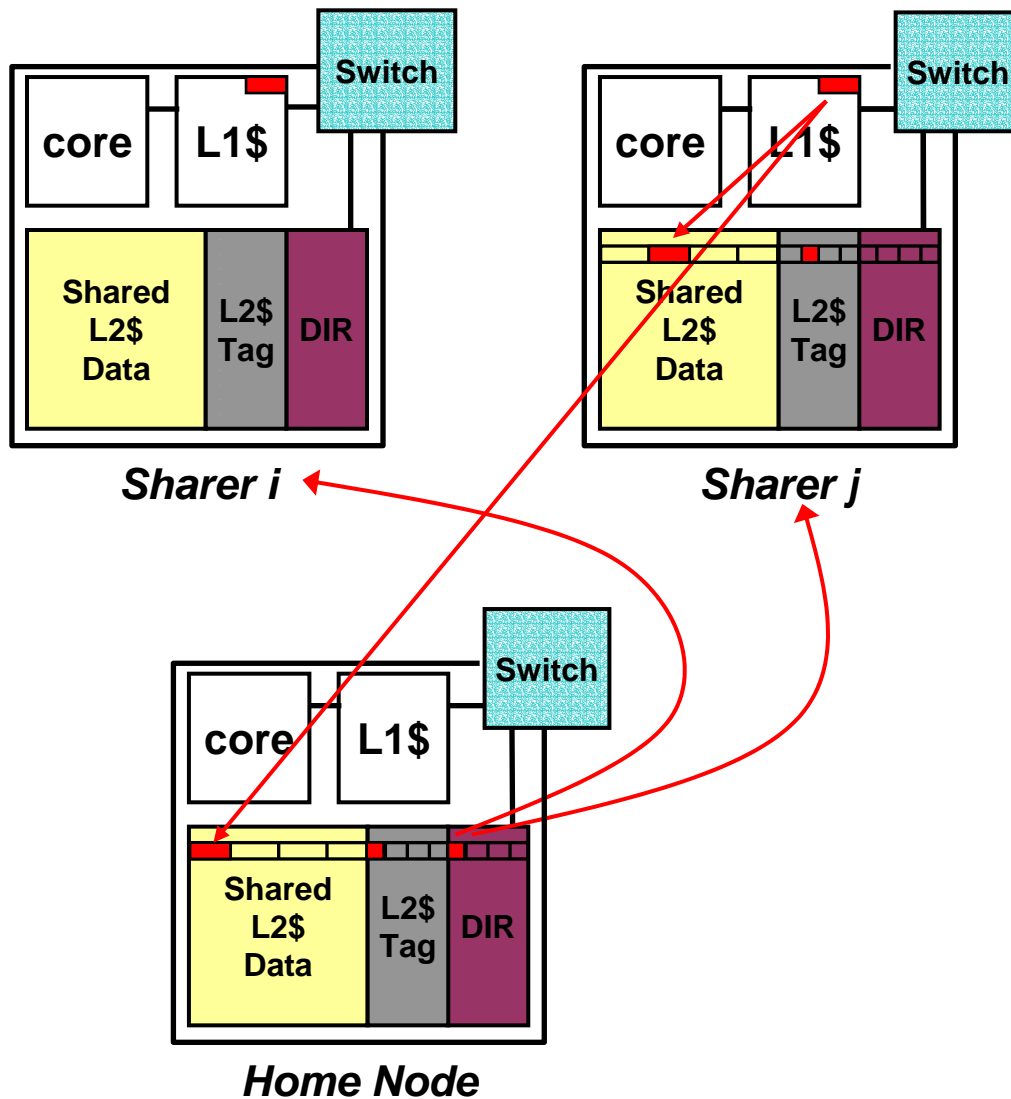 Switch
core
L1$
Shared
L2$
Data
L2$
Tag
DIR
Sharer i
Switch
core
L1$
Shared
L2$
Data
L2$
Tag
DIR
Sharer j
Switch
core
L1$
Shared
L2$
Data
L2$
Tag
DIR
Home Node